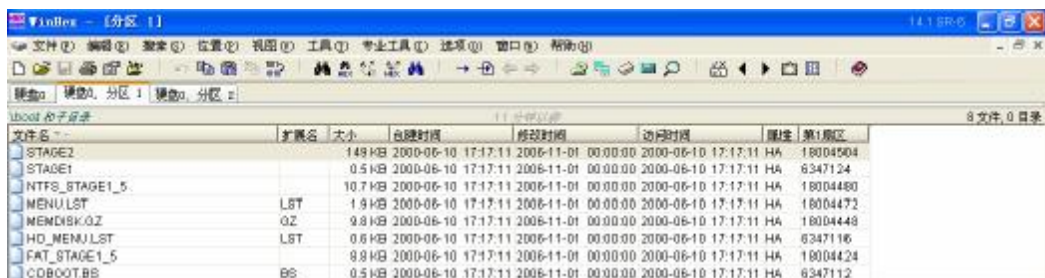 WinHex - [分区 1]
14.1 SR-6
文件(F) 编辑(E) 搜索(S) 位置(P) 视图(V) 工具(T) 专业工具(I) 选项(O) 窗口(W) 帮助(H)
硬盘0 硬盘0, 分区 1 硬盘0, 分区 2
\boot 和子目录 8 文件, 0 目录
文件名 扩展名 大小 创建时间 修改时间 访问时间 属性 第1扇区
STAGE2 149 KB 2000-06-10 17:17:11 2006-11-01 00:00:00 2000-06-10 17:17:11 HA 18004504
STAGE1 0.5 KB 2000-06-10 17:17:11 2006-11-01 00:00:00 2000-06-10 17:17:11 HA 6347124
NTFS_STAGE1_5 10.7 KB 2000-06-10 17:17:11 2006-11-01 00:00:00 2000-06-10 17:17:11 HA 18004480
MENU.LST LST 1.9 KB 2000-06-10 17:17:11 2006-11-01 00:00:00 2000-06-10 17:17:11 HA 18004472
MEMDISK.GZ GZ 9.8 KB 2000-06-10 17:17:11 2006-11-01 00:00:00 2000-06-10 17:17:11 HA 18004448
HD_MENU.LST LST 0.6 KB 2000-06-10 17:17:11 2006-11-01 00:00:00 2000-06-10 17:17:11 HA 6347116
FAT_STAGE1_5 9.8 KB 2000-06-10 17:17:11 2006-11-01 00:00:00 2000-06-10 17:17:11 HA 18004424
CDBOOT.BS BS 0.5 KB 2000-06-10 17:17:11 2006-11-01 00:00:00 2000-06-10 17:17:11 HA 6347112